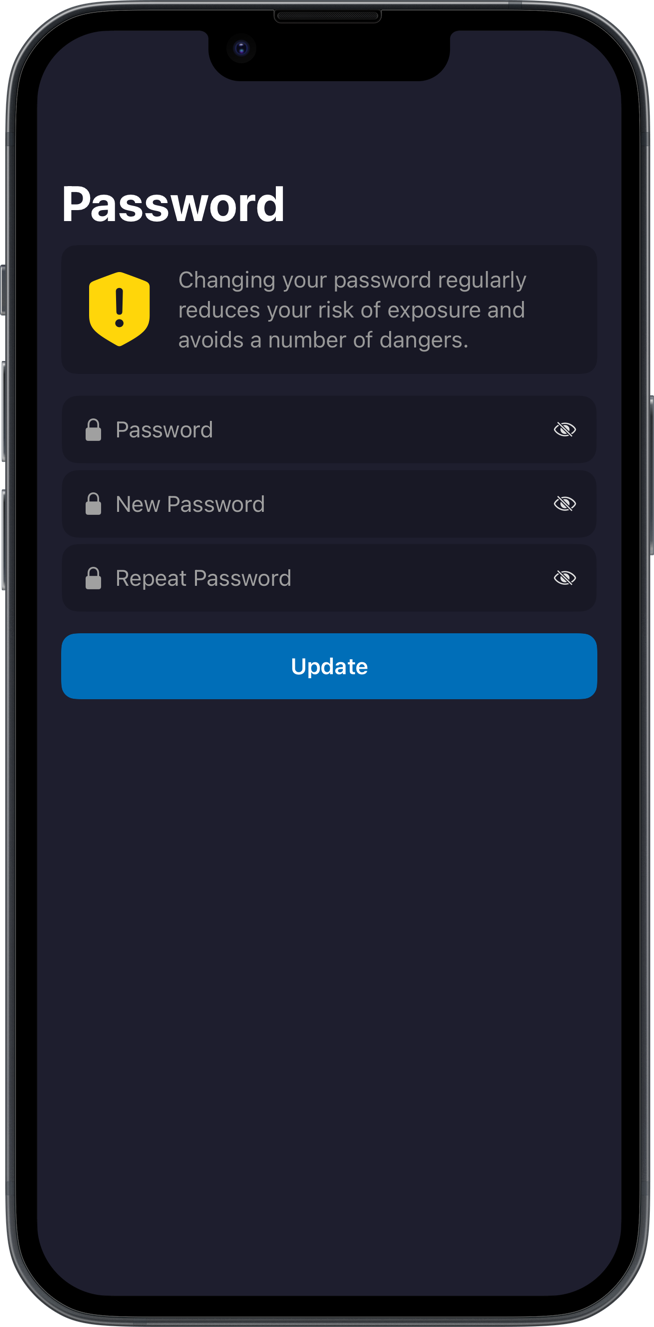 Password
Changing your password regularly
reduces your risk of exposure and
avoids a number of dangers.
Password
New Password
Repeat Password
Update